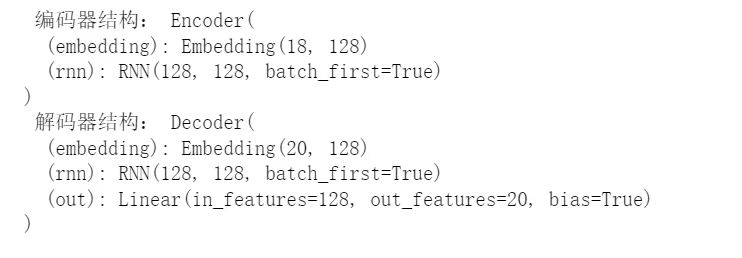 编码器结构： Encoder(
  (embedding): Embedding(18, 128)
  (rnn): RNN(128, 128, batch_first=True)
)
解码器结构： Decoder(
  (embedding): Embedding(20, 128)
  (rnn): RNN(128, 128, batch_first=True)
  (out): Linear(in_features=128, out_features=20, bias=True)
)